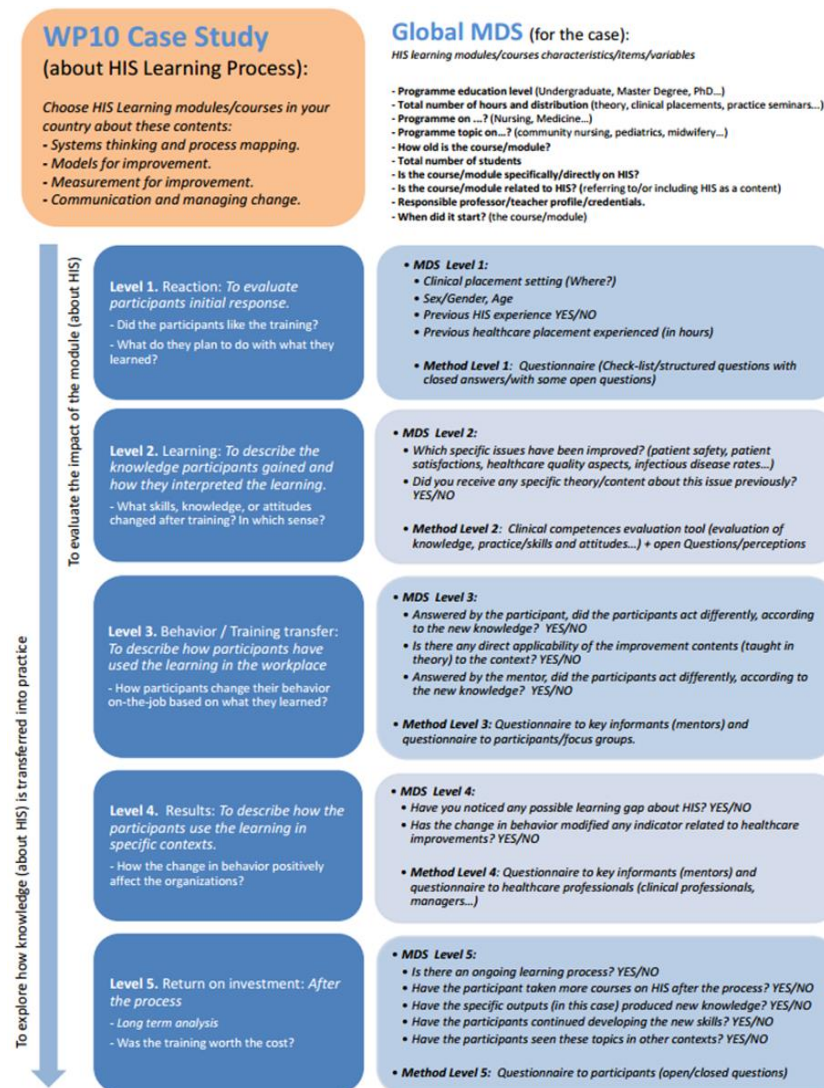 WP10 Case Study
(about HIS Learning Process):
Choose HIS Learning modules/courses in your
country about these contents:
- Systems thinking and process mapping.
- Models for improvement.
- Measurement for improvement.
- Communication and managing change.
Global MDS (for the case):
HIS learning modules/courses characteristics/items/variables
- Programme education level (Undergraduate, Master Degree, PhD...)
- Total number of hours and distribution (theory, clinical placements, practice seminars...)
- Programme on ...? (Nursing, Medicine...)
- Programme topic on...? (community nursing, pediatrics, midwifery...)
- How old is the course/module?
- Total number of students
- Is the course/module specifically/directly on HIS?
- Is the course/module related to HIS? (referring to/or including HIS as a content)
- Responsible professor/teacher profile/credentials.
- When did it start? (the course/module)
To evaluate the impact of the module (about HIS)
To explore how knowledge (about HIS) is transferred into practice
Level 1. Reaction: To evaluate
participants initial response.
- Did the participants like the training?
- What do they plan to do with what they
learned?
• MDS Level 1:
• Clinical placement setting (Where?)
• Sex/Gender, Age
• Previous HIS experience YES/NO
• Previous healthcare placement experienced (in hours)
• Method Level 1: Questionnaire (Check-list/structured questions with
closed answers/with some open questions)
Level 2. Learning: To describe the
knowledge participants gained and
how they interpreted the learning.
- What skills, knowledge, or attitudes
changed after training? In which sense?
• MDS Level 2:
• Which specific issues have been improved? (patient safety, patient
satisfactions, healthcare quality aspects, infectious disease rates...)
• Did you receive any specific theory/content about this issue previously?
YES/NO
• Method Level 2: Clinical competences evaluation tool (evaluation of
knowledge, practice/skills and attitudes...) + open Questions/perceptions
Level 3. Behavior / Training transfer:
To describe how participants have
used the learning in the workplace
- How participants change their behavior
on-the-job based on what they learned?
• MDS Level 3:
• Answered by the participant, did the participants act differently, according
to the new knowledge? YES/NO
• Is there any direct applicability of the improvement contents (taught in
theory) to the context? YES/NO
• Answered by the mentor, did the participants act differently, according to
the new knowledge? YES/NO
• Method Level 3: Questionnaire to key informants (mentors) and
questionnaire to participants/focus groups.
Level 4. Results: To describe how the
participants use the learning in
specific contexts.
- How the change in behavior positively
affect the organizations?
• MDS Level 4:
• Have you noticed any possible learning gap about HIS? YES/NO
• Has the change in behavior modified any indicator related to healthcare
improvements? YES/NO
• Method Level 4: Questionnaire to key informants (mentors) and
questionnaire to healthcare professionals (clinical professionals,
managers...)
Level 5. Return on investment: After
the process
- Long term analysis
- Was the training worth the cost?
• MDS Level 5:
• Is there an ongoing learning process? YES/NO
• Have the participant taken more courses on HIS after the process? YES/NO
• Have the specific outputs (in this case) produced new knowledge? YES/NO
• Have the participants continued developing the new skills? YES/NO
• Have the participants seen these topics in other contexts? YES/NO
• Method Level 5: Questionnaire to participants (open/closed questions)